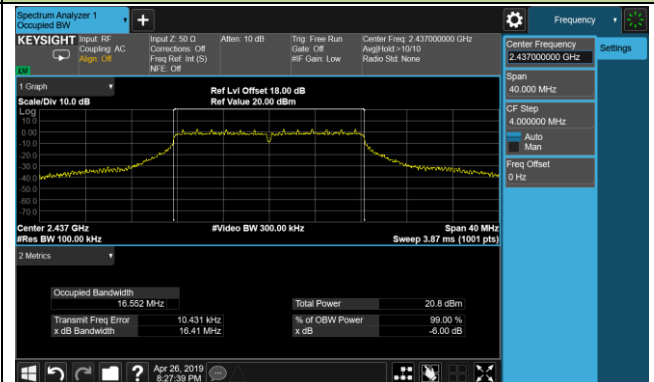 Spectrum Analyzer 1
Occupied BW
+
Frequency
KEYSIGHT
Input: RF
Coupling: AC
Align: Off
Input Z: 50 Ω
Corrections: Off
Freq Ref: Int (S)
NFE: Off
Atten: 10 dB
Trig: Free Run
Gate: Off
#IF Gain: Low
Center Freq: 2.437000000 GHz
Avg|Hold:>10/10
Radio Std: None
Center Frequency
2.437000000 GHz
Settings
Span
40.000 MHz
CF Step
4.000000 MHz
Auto
Man
Freq Offset
0 Hz
1 Graph
Scale/Div 10.0 dB
Ref Lvl Offset 18.00 dB
Ref Value 20.00 dBm
Log
10.0
0.00
-10.0
-20.0
-30.0
-40.0
-50.0
-60.0
-70.0
Center 2.437 GHz
#Video BW 300.00 kHz
Span 40 MHz
#Res BW 100.00 kHz
Sweep 3.87 ms (1001 pts)
2 Metrics
Occupied Bandwidth
16.552 MHz
Total Power
20.8 dBm
Transmit Freq Error
10.431 kHz
% of OBW Power
99.00 %
x dB Bandwidth
16.41 MHz
x dB
-6.00 dB
?
Apr 26, 2019
8:27:39 PM